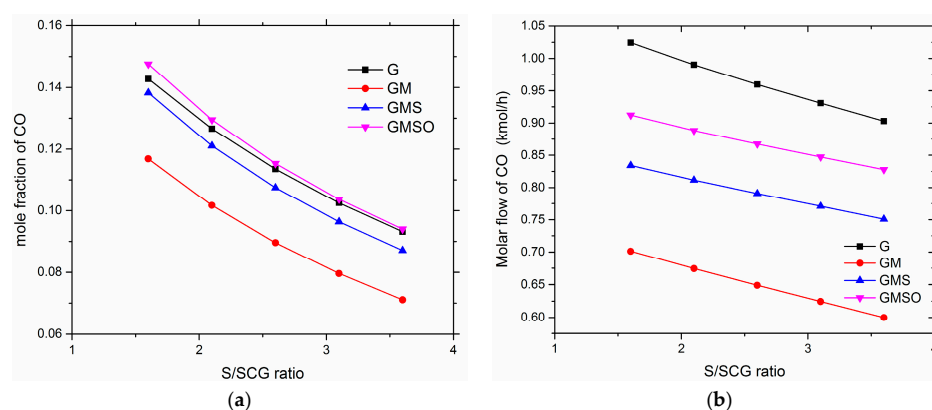 0.16
0.14
0.12
0.10
0.08
0.06
mole fraction of CO
G
GM
GMS
GMSO
1 2 3 4
S/SCG ratio
(a)
1.05
1.00
0.95
0.90
0.85
0.80
0.75
0.70
0.65
0.60
Molar flow of CO (kmol/h)
G
GM
GMS
GMSO
1 2 3 4
S/SCG ratio
(b)